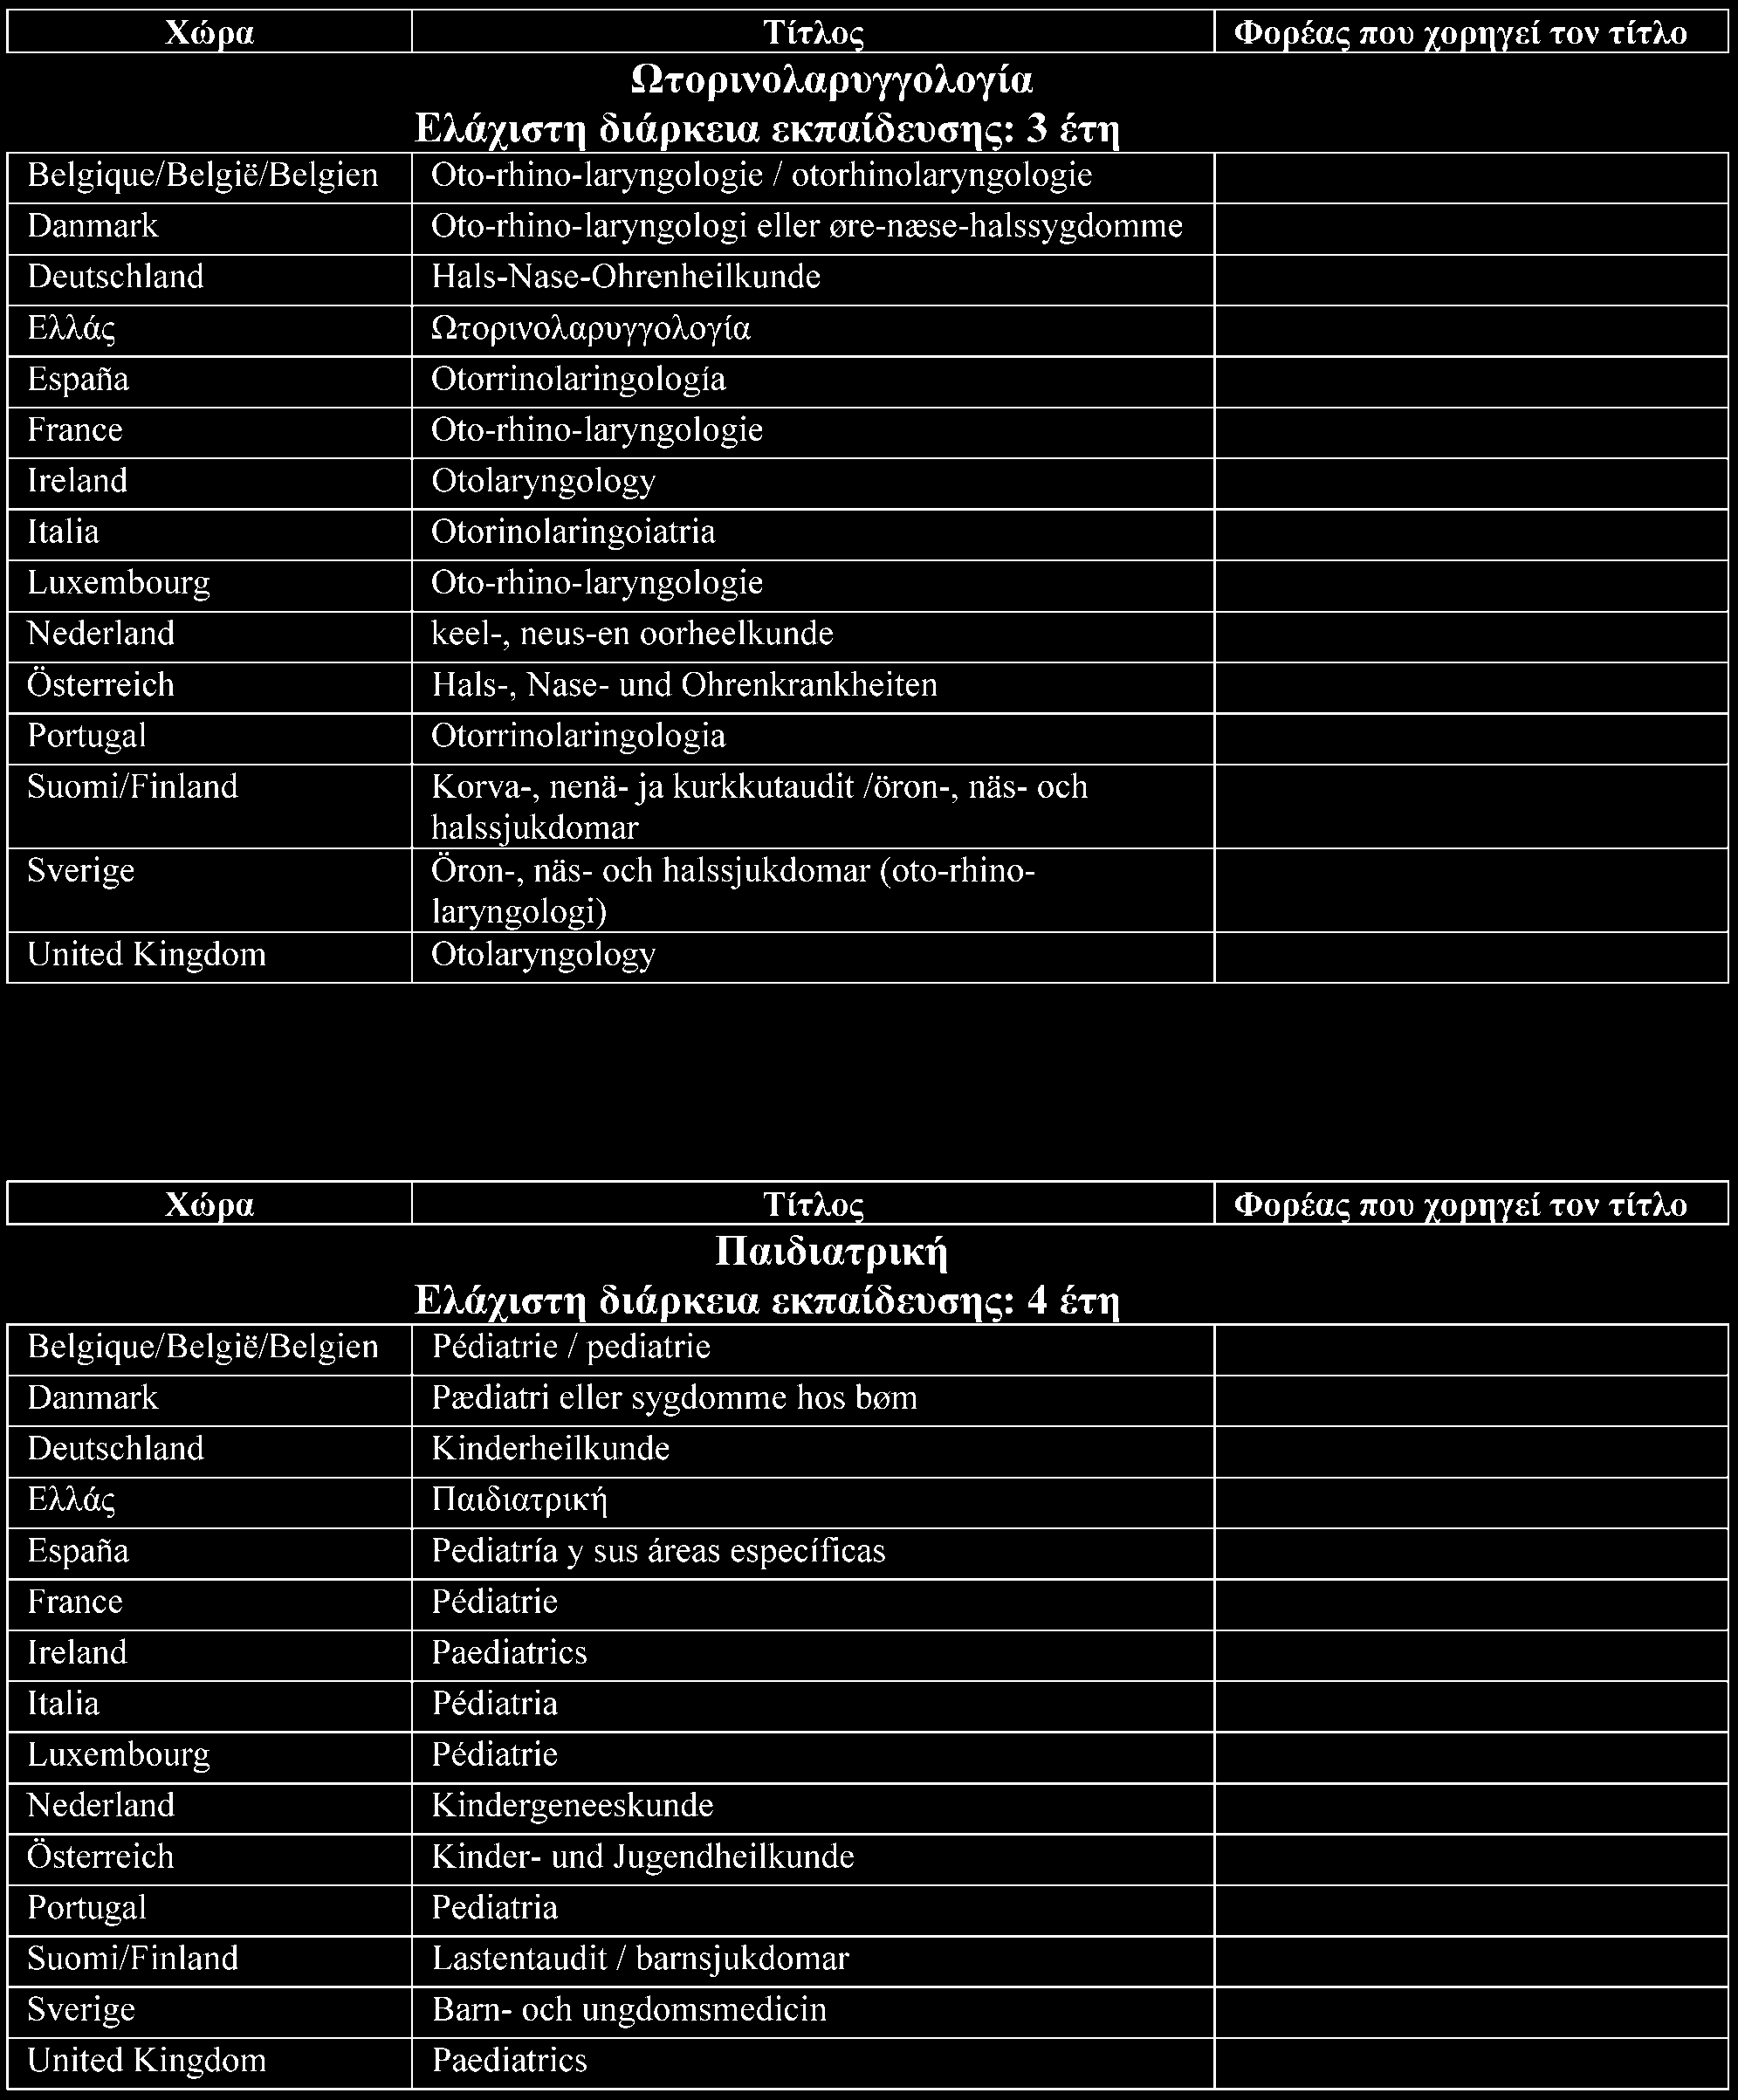 Χώρα Τίτλος Φορέας που χορηγεί τον τίτλο
Ωτορινολαρυγγολογία
Ελάχιστη διάρκεια εκπαίδευσης: 3 έτη
Belgique/België/Belgien Oto-rhino-laryngologie / otorhinolaryngologie
Danmark Oto-rhino-laryngologi eller øre-næse-halssygdomme
Deutschland Hals-Nase-Ohrenheilkunde
Ελλάς Ωτορινολαρυγγολογία
España Otorrinolaringología
France Oto-rhino-laryngologie
Ireland Otolaryngology
Italia Otorinolaringoiatria
Luxembourg Oto-rhino-laryngologie
Nederland keel-, neus-en oorheelkunde
Österreich Hals-, Nase- und Ohrenkrankheiten
Portugal Otorrinolaringologia
Suomi/Finland Korva-, nenä- ja kurkkutaudit /öron-, näs- och
halssjukdomar
Sverige Öron-, näs- och halssjukdomar (oto-rhino-
laryngologi)
United Kingdom Otolaryngology
Χώρα Τίτλος Φορέας που χορηγεί τον τίτλο
Παιδιατρική
Ελάχιστη διάρκεια εκπαίδευσης: 4 έτη
Belgique/België/Belgien Pédiatrie / pediatrie
Danmark Pædiatri eller sygdomme hos bøm
Deutschland Kinderheilkunde
Ελλάς Παιδιατρική
España Pediatría y sus áreas específicas
France Pédiatrie
Ireland Paediatrics
Italia Pédiatria
Luxembourg Pédiatrie
Nederland Kindergeneeskunde
Österreich Kinder- und Jugendheilkunde
Portugal Pediatria
Suomi/Finland Lastentaudit / barnsjukdomar
Sverige Barn- och ungdomsmedicin
United Kingdom Paediatrics